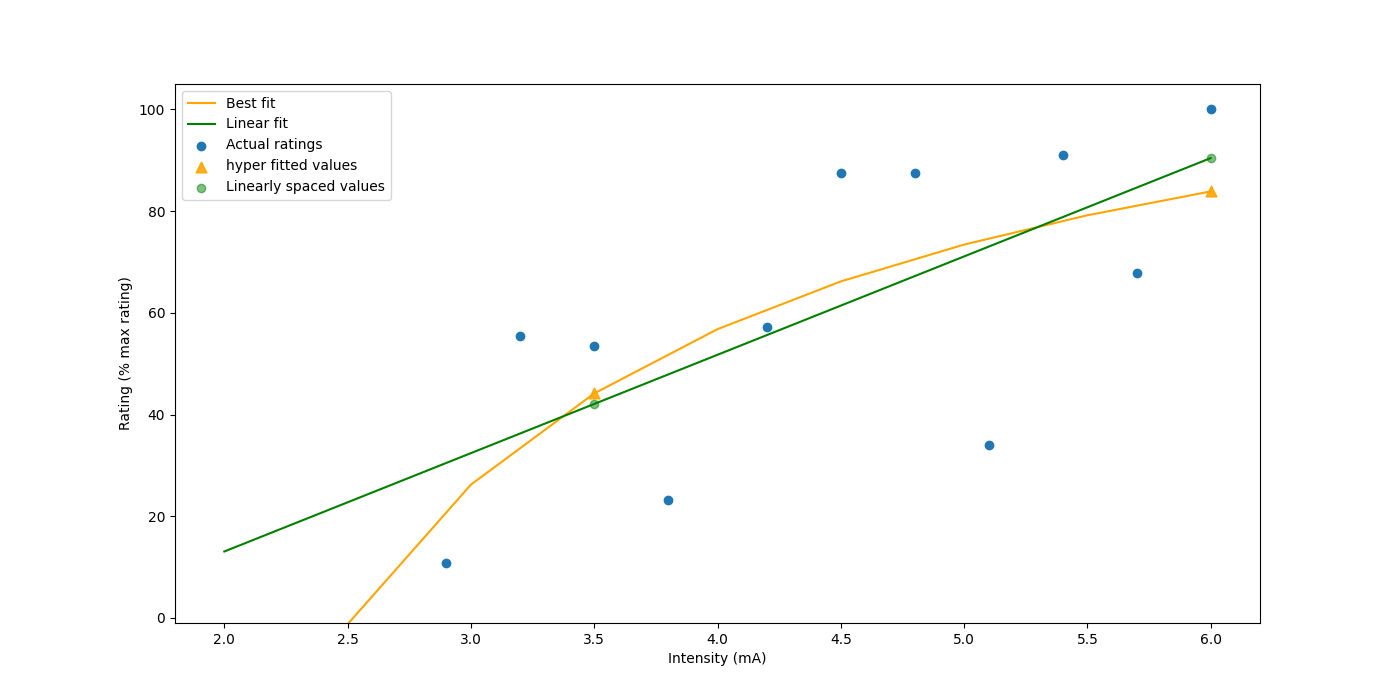 Best fit
Linear fit
Actual ratings
hyper fitted values
Linearly spaced values
100
80
60
40
20
0
Rating (% max rating)
2.0 2.5 3.0 3.5 4.0 4.5 5.0 5.5 6.0
Intensity (mA)